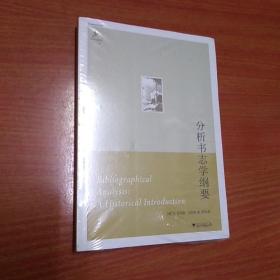 分析书志学纲要
Bibliographical
Analysis:
A Historical Introduction